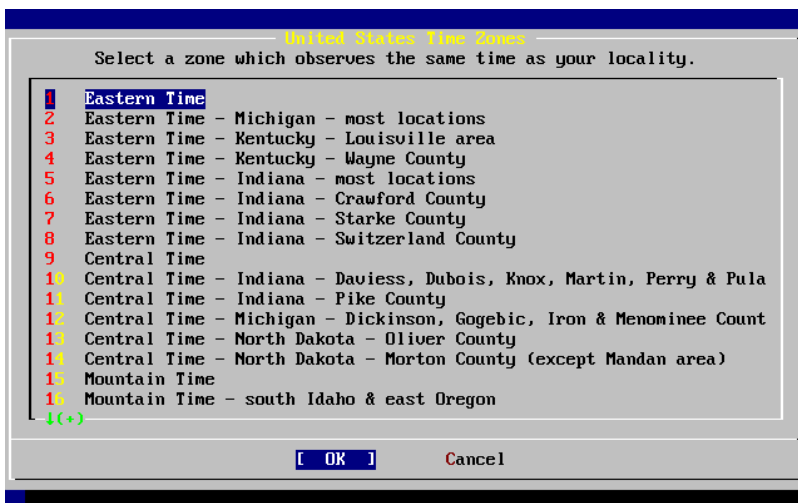 United States Time Zones
Select a zone which observes the same time as your locality.
1 Eastern Time
2 Eastern Time - Michigan - most locations
3 Eastern Time - Kentucky - Louisville area
4 Eastern Time - Kentucky - Wayne County
5 Eastern Time - Indiana - most locations
6 Eastern Time - Indiana - Crawford County
7 Eastern Time - Indiana - Starke County
8 Eastern Time - Indiana - Switzerland County
9 Central Time
10 Central Time - Indiana - Daviess, Dubois, Knox, Martin, Perry & Pula
11 Central Time - Indiana - Pike County
12 Central Time - Michigan - Dickinson, Gogebic, Iron & Menominee Count
13 Central Time - North Dakota - Oliver County
14 Central Time - North Dakota - Morton County (except Mandan area)
15 Mountain Time
16 Mountain Time - south Idaho & east Oregon
↓(+)
[ OK ] Cancel